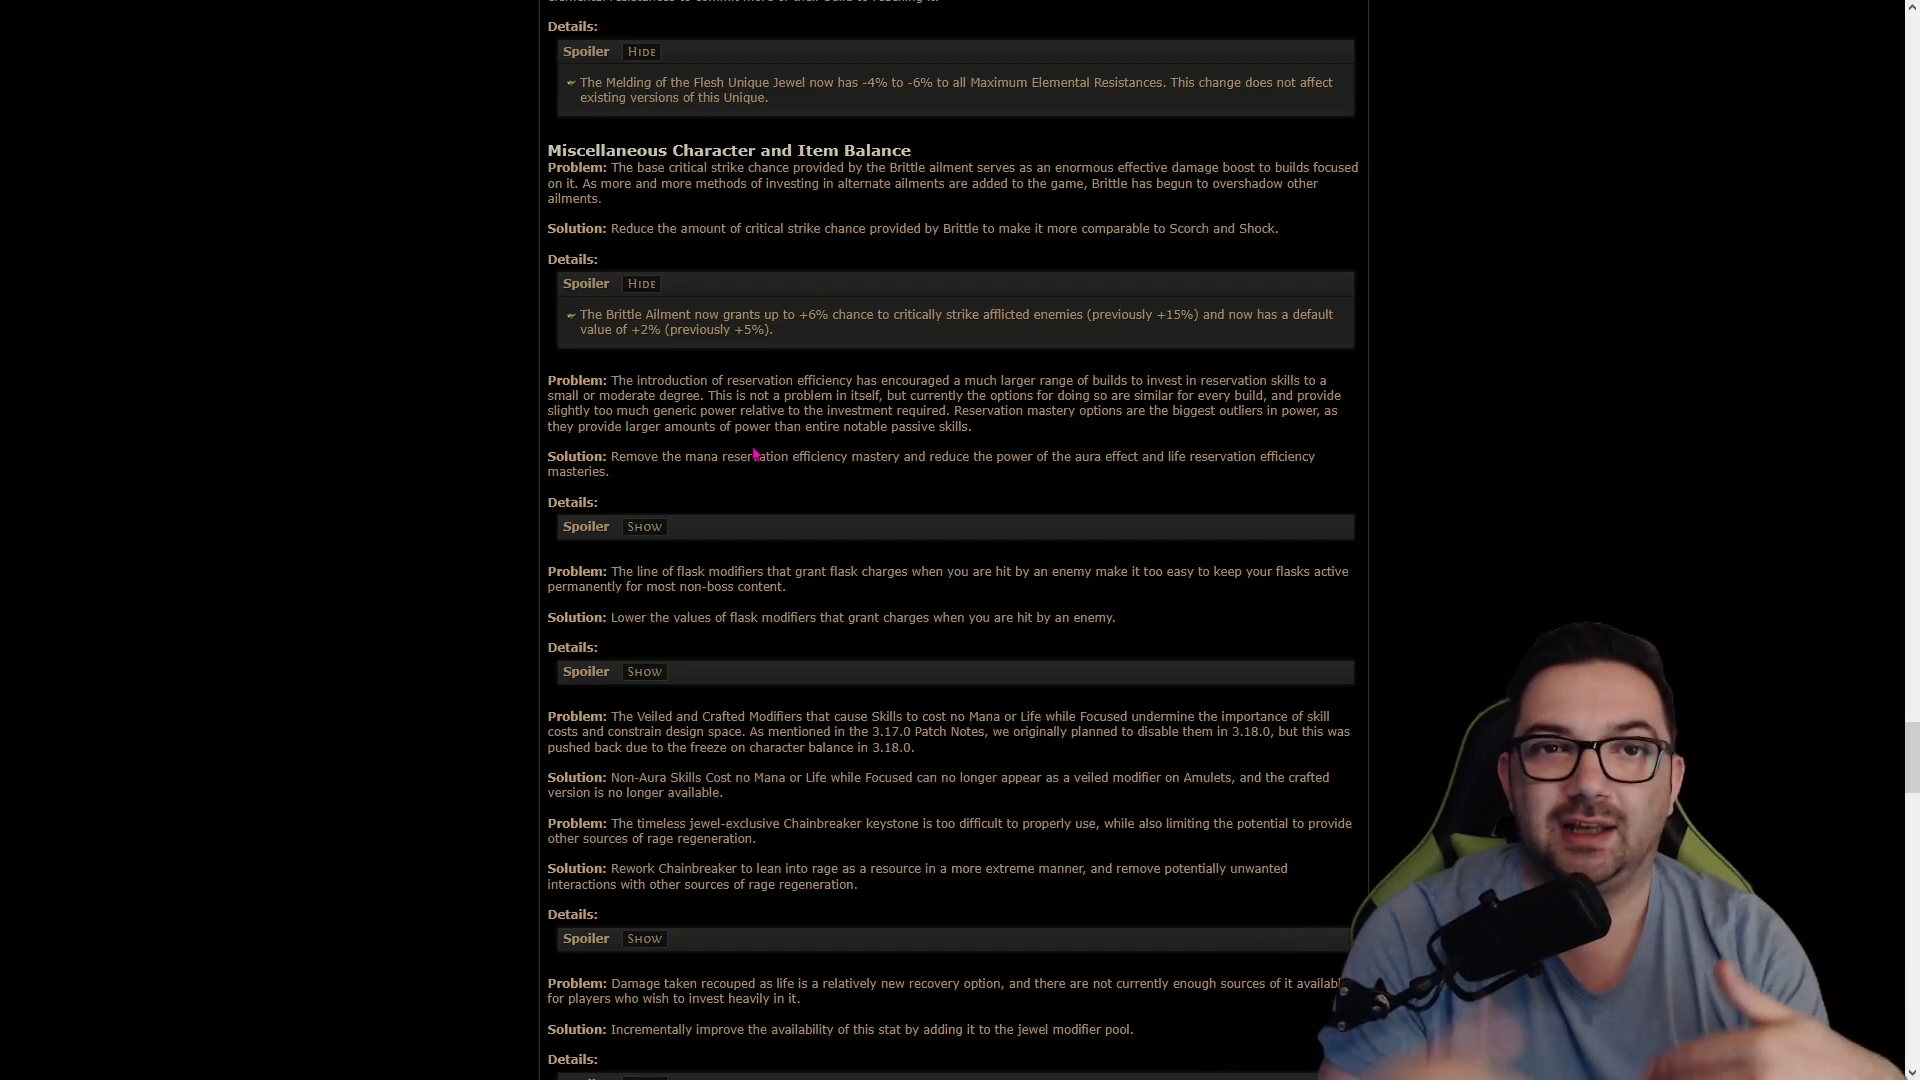 Details:
Spoiler HIDE
The Melding of the Flesh Unique Jewel now has -4% to -6% to all Maximum Elemental Resistances. This change does not affect
existing versions of this Unique.
Miscellaneous Character and Item Balance
Problem: The base critical strike chance provided by the Brittle ailment serves as an enormous effective damage boost to builds focused
on it. As more and more methods of investing in alternate ailments are added to the game, Brittle has begun to overshadow other
ailments.
Solution: Reduce the amount of critical strike chance provided by Brittle to make it more comparable to Scorch and Shock.
Details:
Spoiler HIDE
The Brittle Ailment now grants up to +6% chance to critically strike afflicted enemies (previously +15%) and now has a default
value of +2% (previously +5%).
Problem: The introduction of reservation efficiency has encouraged a much larger range of builds to invest in reservation skills to a
small or moderate degree. This is not a problem in itself, but currently the options for doing so are similar for every build, and provide
slightly too much generic power relative to the investment required. Reservation mastery options are the biggest outliers in power, as
they provide larger amounts of power than entire notable passive skills.
Solution: Remove the mana reservation efficiency mastery and reduce the power of the aura effect and life reservation efficiency
masteries.
Details:
Spoiler SHOW
Problem: The line of flask modifiers that grant flask charges when you are hit by an enemy make it too easy to keep your flasks active
permanently for most non-boss content.
Solution: Lower the values of flask modifiers that grant charges when you are hit by an enemy.
Details:
Spoiler SHOW
Problem: The Veiled and Crafted Modifiers that cause Skills to cost no Mana or Life while Focused undermine the importance of skill
costs and constrain design space. As mentioned in the 3.17.0 Patch Notes, we originally planned to disable them in 3.18.0, but this was
pushed back due to the freeze on character balance in 3.18.0.
Solution: Non-Aura Skills Cost no Mana or Life while Focused can no longer appear as a veiled modifier on Amulets, and the crafted
version is no longer available.
Problem: The timeless jewel-exclusive Chainbreaker keystone is too difficult to properly use, while also limiting the potential to provide
other sources of rage regeneration.
Solution: Rework Chainbreaker to lean into rage as a resource in a more extreme manner, and remove potentially unwanted
interactions with other sources of rage regeneration.
Details:
Spoiler SHOW
Problem: Damage taken recouped as life is a relatively new recovery option, and there are not currently enough sources of it
for players who wish to invest heavily in it.
Solution: Incrementally improve the availability of this stat by adding it to the jewel modifier pool.
Details: